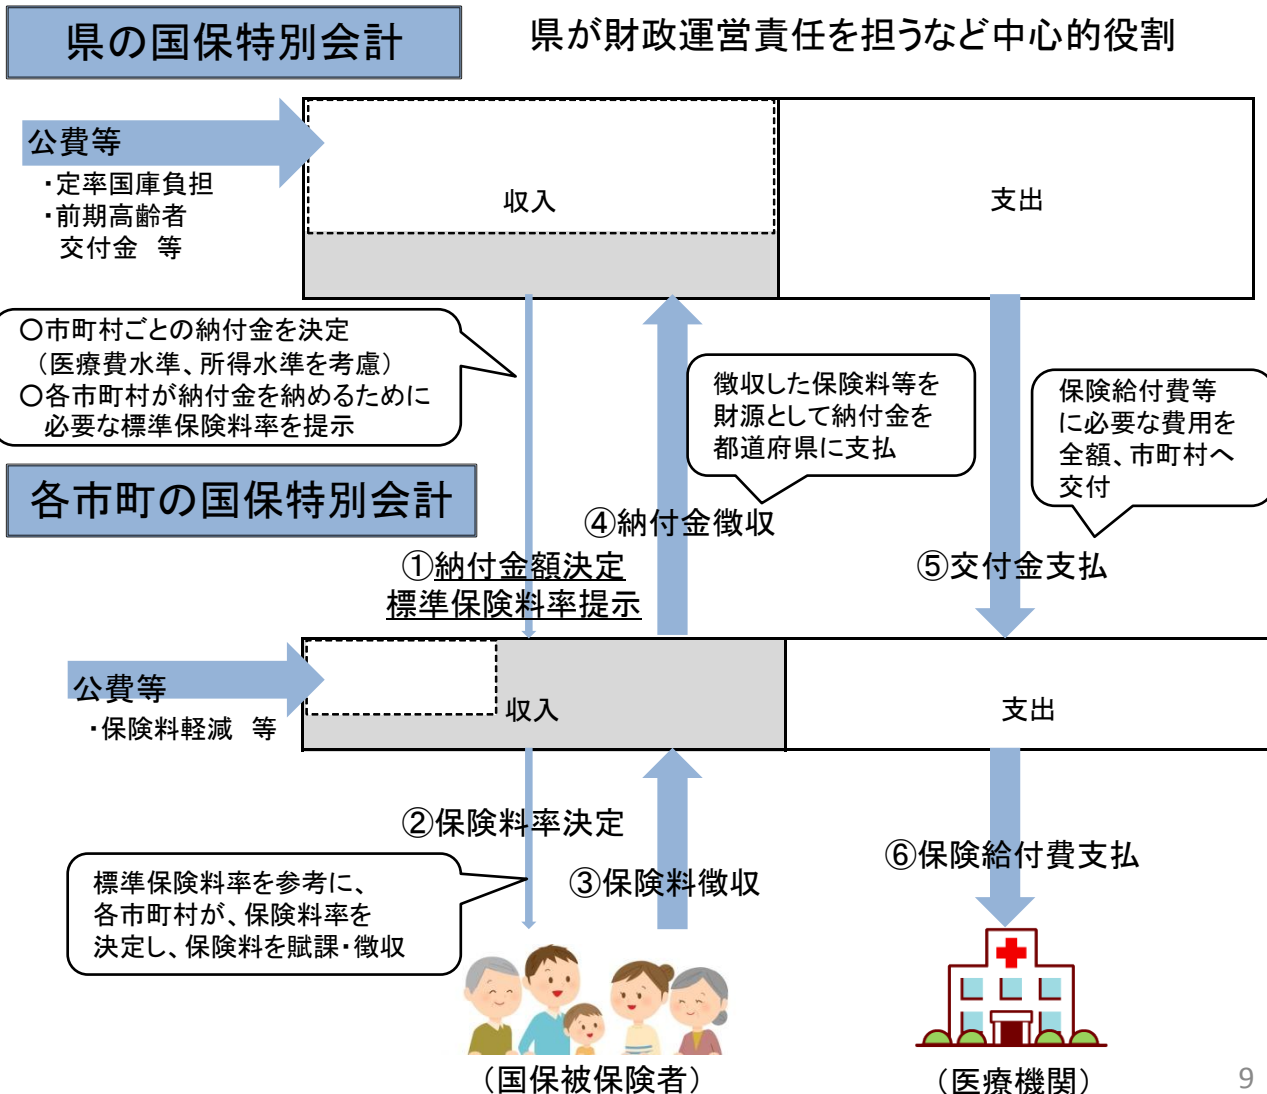 県の国保特別会計
県が財政運営責任を担うなど中心的役割
公費等
・定率国庫負担
・前期高齢者
交付金　等
収入
支出
○市町村ごとの納付金を決定
（医療費水準、所得水準を考慮）
○各市町村が納付金を納めるために
必要な標準保険料率を提示
徴収した保険料等を
財源として納付金を
都道府県に支払
保険給付費等
に必要な費用を
全額、市町村へ
交付
各市町の国保特別会計
④納付金徴収
①納付金額決定
標準保険料率提示
⑤交付金支払
公費等
・保険料軽減　等
収入
支出
②保険料率決定
③保険料徴収
⑥保険給付費支払
標準保険料率を参考に、
各市町村が、保険料率を
決定し、保険料を賦課・徴収
（国保被保険者）
（医療機関）
9